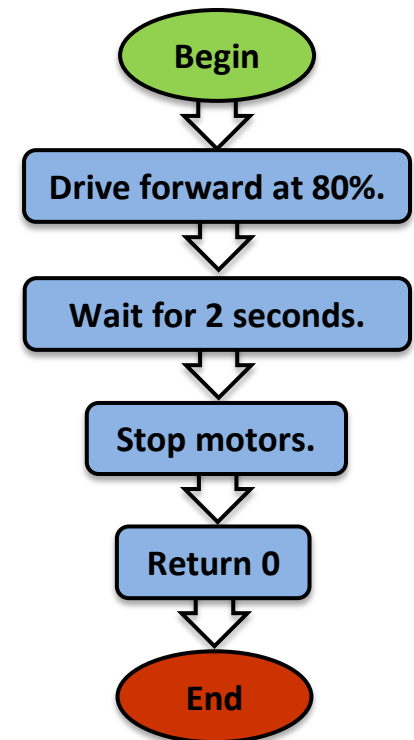 Begin
Drive forward at 80%.
Wait for 2 seconds.
Stop motors.
Return 0
End